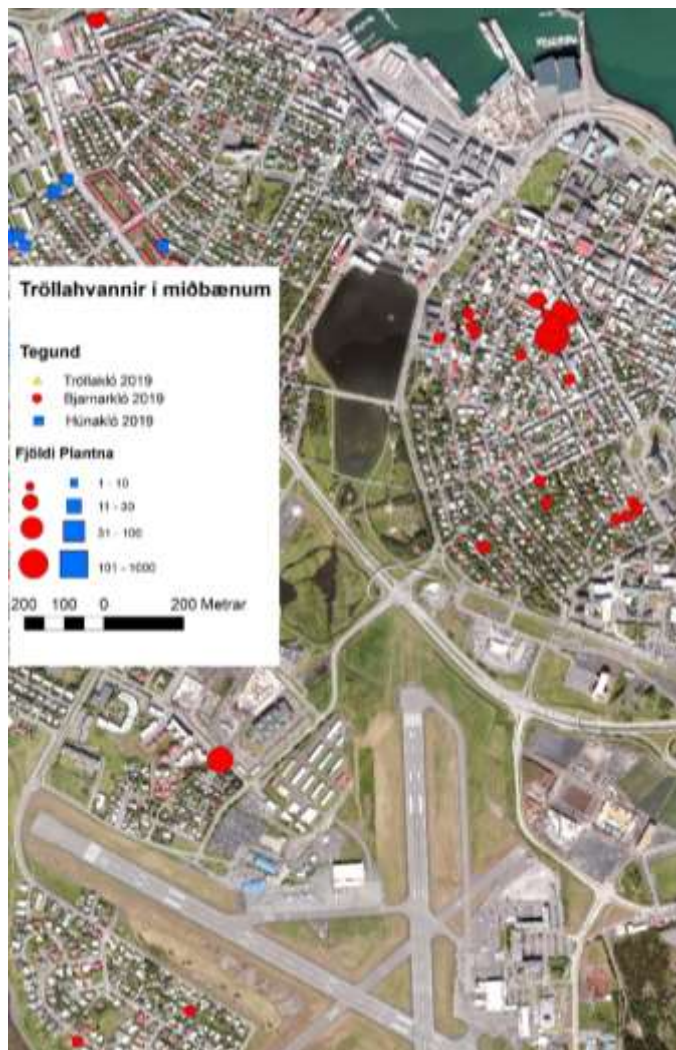 Tröllahvannir í miðbænum
Tegund
Tröllakló 2019
Bjarnarkló 2019
Húnakló 2019
Fjöldi Plantna
1 - 10
11 - 30
31 - 100
101 - 1000
200 100 0 200 Metrar